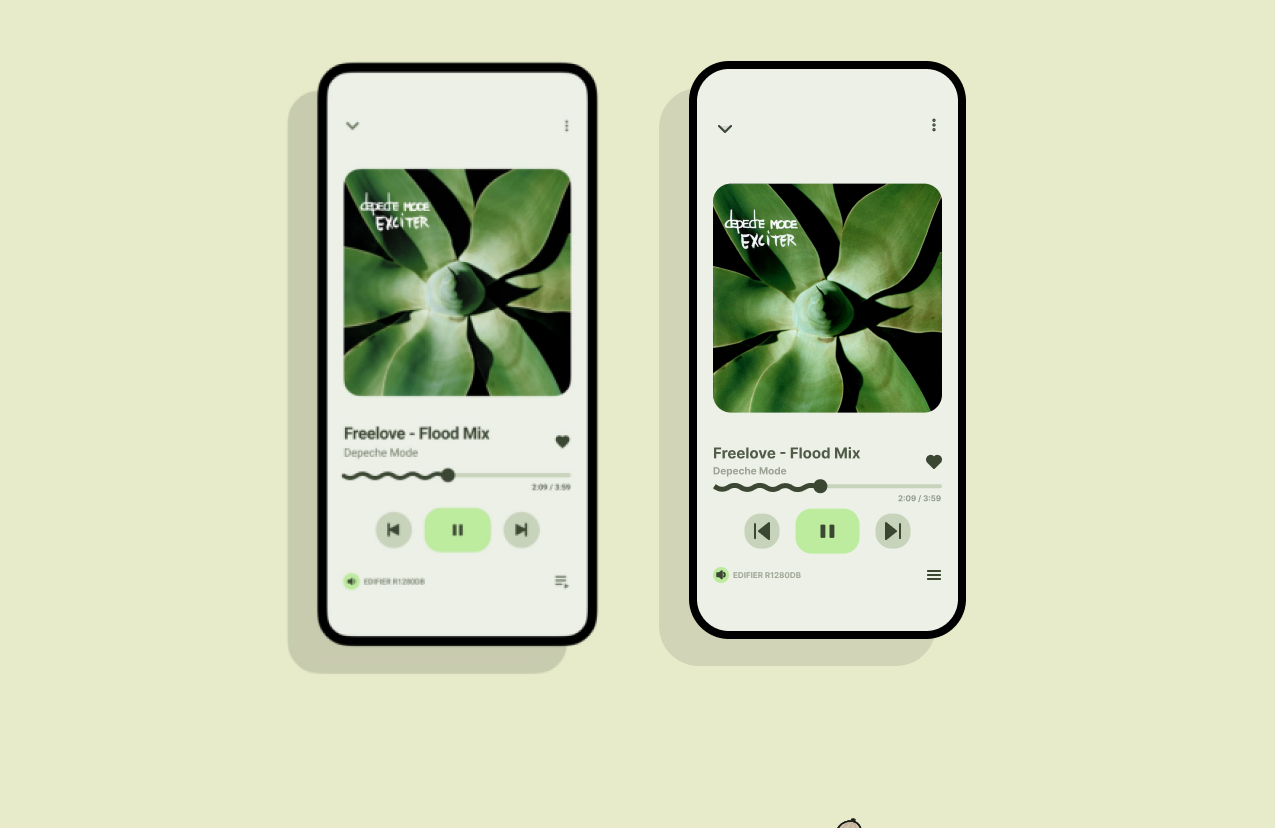 depeche MODE
EXCiTER
Freelove - Flood Mix
Depeche Mode
2:09 / 3:59
EDIFIER R1280DB
depeche MODE
EXCiTER
Freelove - Flood Mix
Depeche Mode
2:09 / 3:59
EDIFIER R1280DB